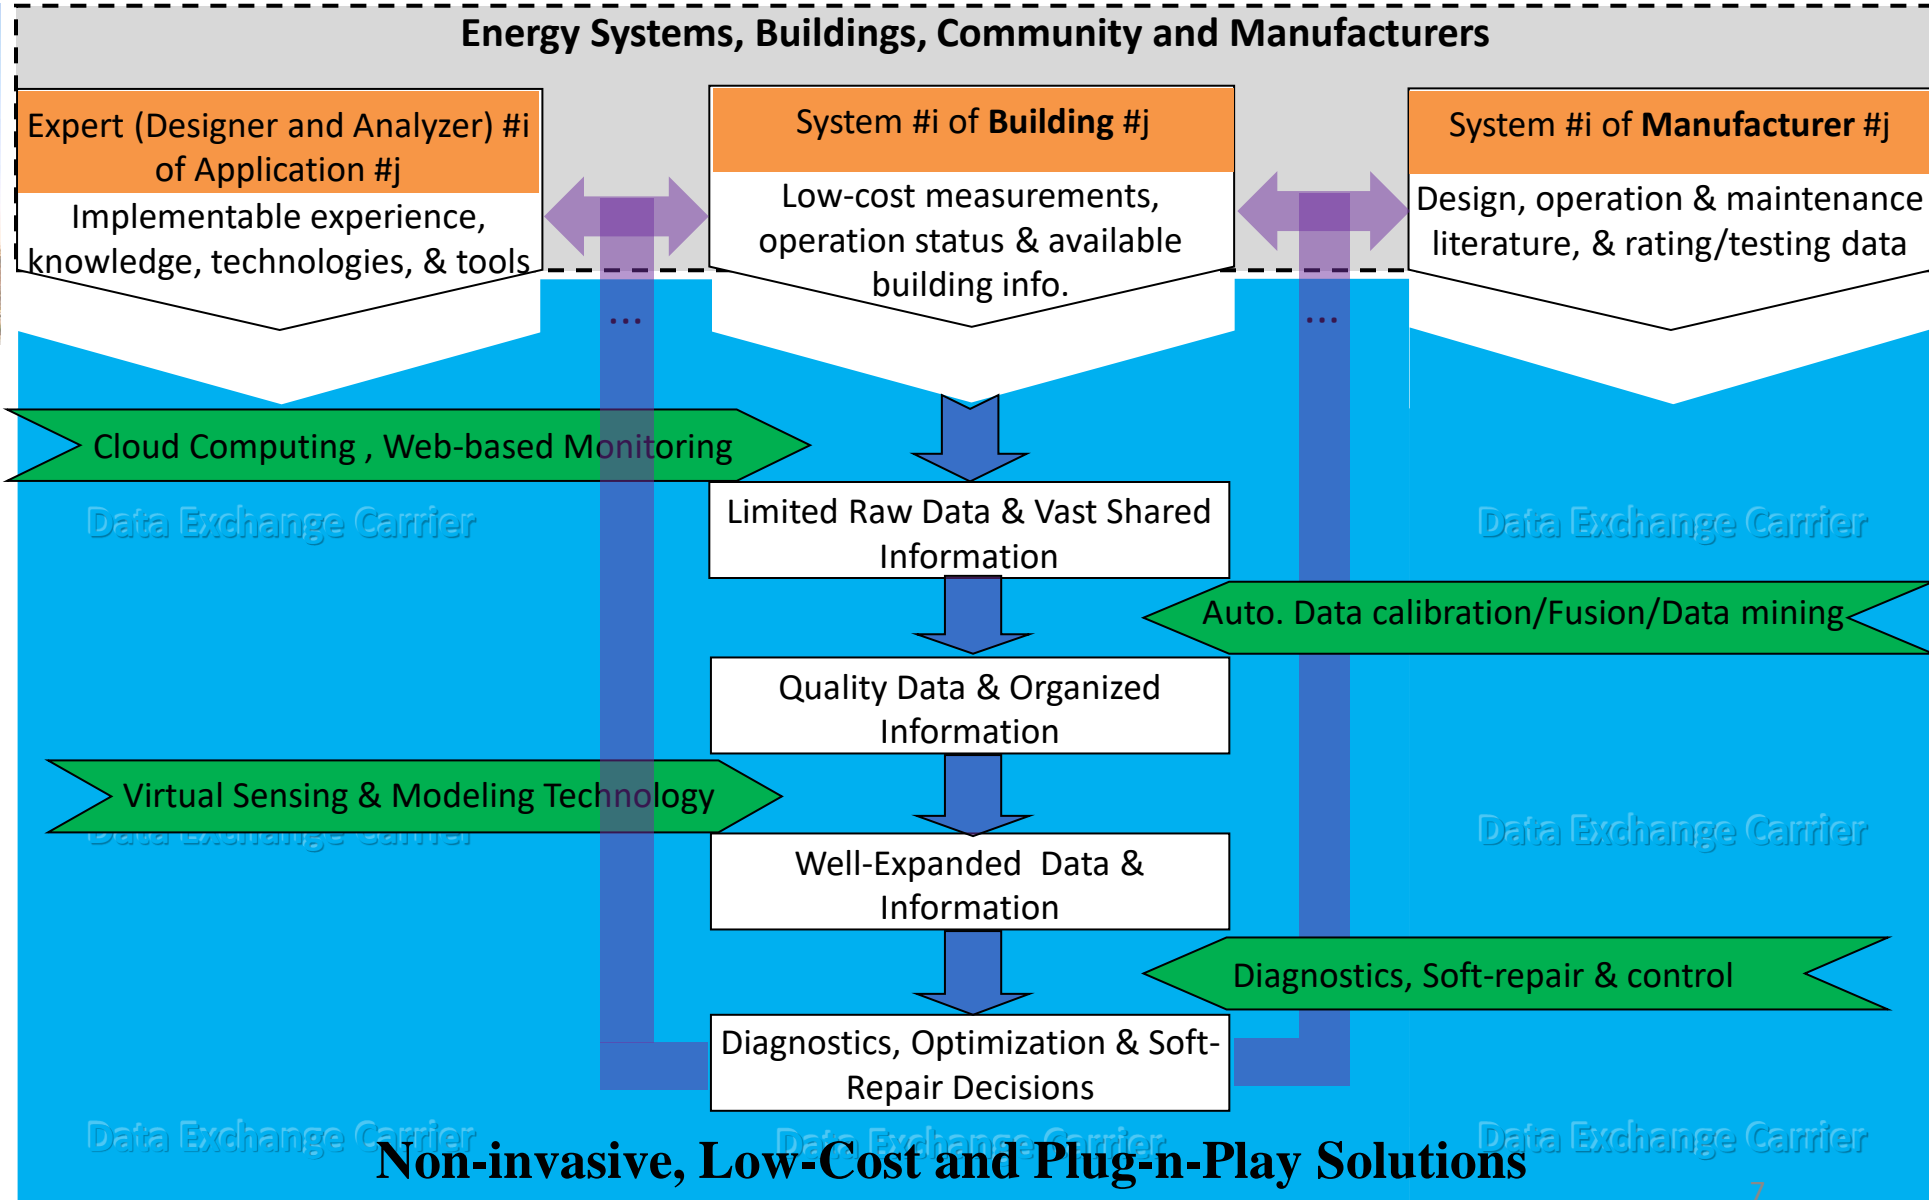 Energy Systems, Buildings, Community and Manufacturers
Expert (Designer and Analyzer) #i
of Application #j
Implementable experience,
knowledge, technologies, & tools
System #i of Building #j
Low-cost measurements,
operation status & available
building info.
System #i of Manufacturer #j
Design, operation & maintenance
literature, & rating/testing data
...
...
Cloud Computing , Web-based Monitoring
Limited Raw Data & Vast Shared
Information
Data Exchange Carrier
Data Exchange Carrier
Auto. Data calibration/Fusion/Data mining
Quality Data & Organized
Information
Virtual Sensing & Modeling Technology
Data Exchange Carrier
Data Exchange Carrier
Well-Expanded Data &
Information
Diagnostics, Soft-repair & control
Diagnostics, Optimization & Soft-
Repair Decisions
Data Exchange Carrier
Data Exchange Carrier
Data Exchange Carrier
Non-invasive, Low-Cost and Plug-n-Play Solutions
7